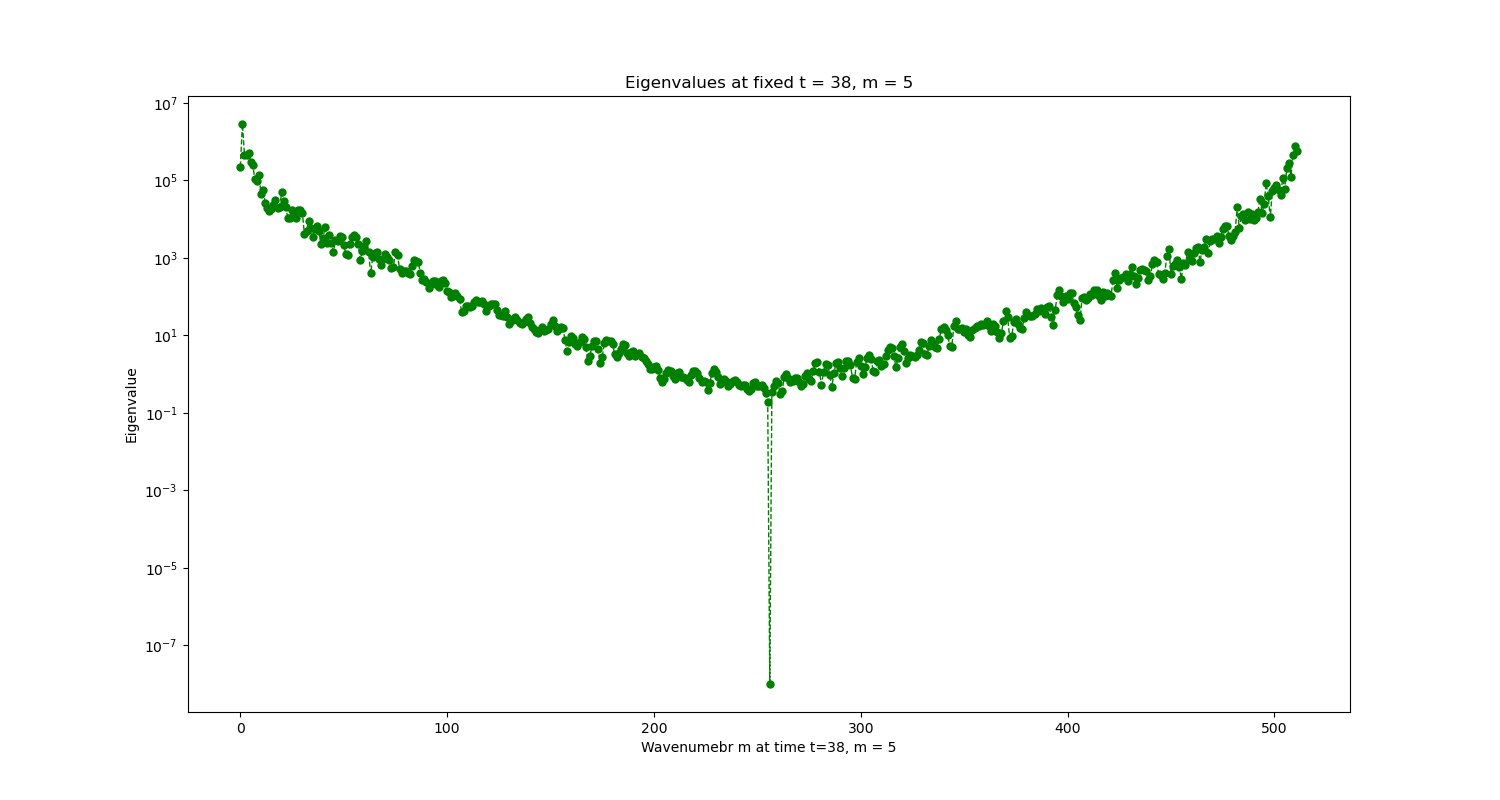 Eigenvalues at fixed t = 38, m = 5
Eigenvalue
10^7
10^5
10^3
10^1
10^-1
10^-3
10^-5
10^-7
0 100 200 300 400 500
Wavenumebr m at time t=38, m = 5